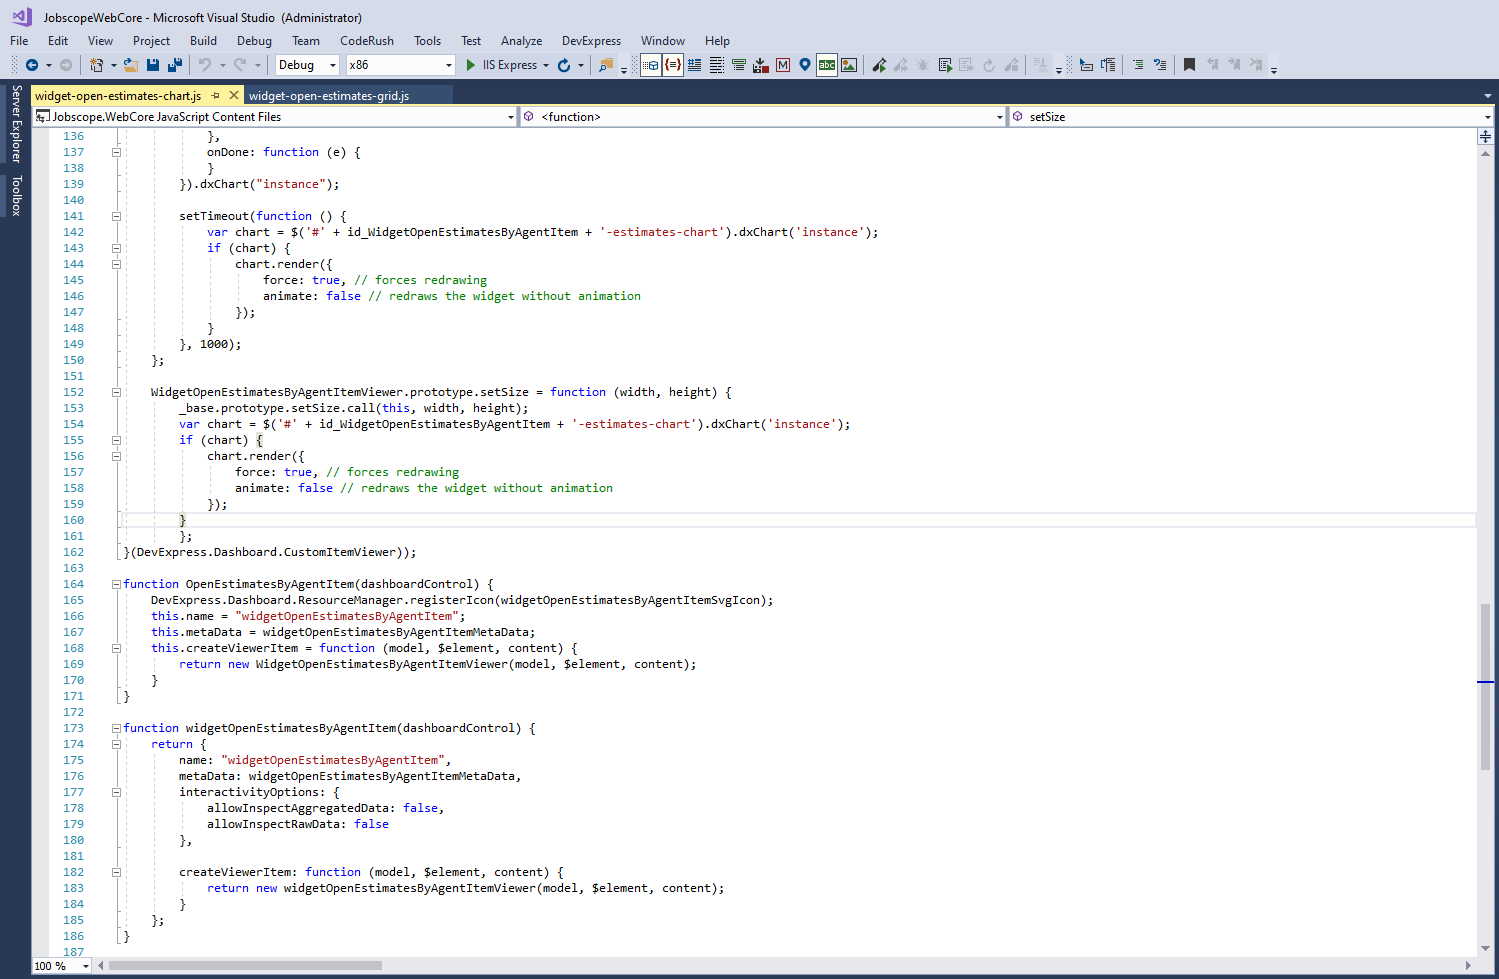 JobscopeWebCore - Microsoft Visual Studio (Administrator)
File Edit View Project Build Debug Team CodeRush Tools Test Analyze DevExpress Window Help
Debug x86 IIS Express abc
Server Explorer
Toolbox
widget-open-estimates-chart.js widget-open-estimates-grid.js
Jobscope.WebCore JavaScript Content Files <function> setSize
136 },
137 onDone: function (e) {
138 }
139 }).dxChart("instance");
140
141 setTimeout(function () {
142 var chart = $('#' + id_WidgetOpenEstimatesByAgentItem + '-estimates-chart').dxChart('instance');
143 if (chart) {
144 chart.render({
145 force: true, // forces redrawing
146 animate: false // redraws the widget without animation
147 });
148 }
149 }, 1000);
150 };
151
152 WidgetOpenEstimatesByAgentItemViewer.prototype.setSize = function (width, height) {
153 _base.prototype.setSize.call(this, width, height);
154 var chart = $('#' + id_WidgetOpenEstimatesByAgentItem + '-estimates-chart').dxChart('instance');
155 if (chart) {
156 chart.render({
157 force: true, // forces redrawing
158 animate: false // redraws the widget without animation
159 });
160 }
161 };
162 }(DevExpress.Dashboard.CustomItemViewer));
163
164 function OpenEstimatesByAgentItem(dashboardControl) {
165 DevExpress.Dashboard.ResourceManager.registerIcon(widgetOpenEstimatesByAgentItemSvgIcon);
166 this.name = "widgetOpenEstimatesByAgentItem";
167 this.metaData = widgetOpenEstimatesByAgentItemMetaData;
168 this.createViewerItem = function (model, $element, content) {
169 return new WidgetOpenEstimatesByAgentItemViewer(model, $element, content);
170 }
171 }
172
173 function widgetOpenEstimatesByAgentItem(dashboardControl) {
174 return {
175 name: "widgetOpenEstimatesByAgentItem",
176 metaData: widgetOpenEstimatesByAgentItemMetaData,
177 interactivityOptions: {
178 allowInspectAggregatedData: false,
179 allowInspectRawData: false
180 },
181
182 createViewerItem: function (model, $element, content) {
183 return new widgetOpenEstimatesByAgentItemViewer(model, $element, content);
184 }
185 };
186 }
187
100 %